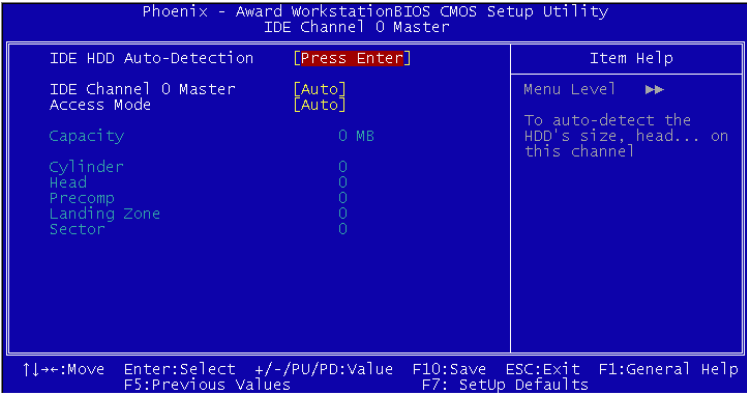 Phoenix - Award WorkstationBIOS CMOS Setup Utility
IDE Channel 0 Master
IDE HDD Auto-Detection [Press Enter]
IDE Channel 0 Master [Auto]
Access Mode [Auto]
Capacity 0 MB
Cylinder 0
Head 0
Precomp 0
Landing Zone 0
Sector 0
Item Help
Menu Level ▶▶
To auto-detect the
HDD's size, head... on
this channel
↑↓→←:Move Enter:Select +/-/PU/PD:Value F10:Save ESC:Exit F1:General Help
F5:Previous Values F7: SetUp Defaults